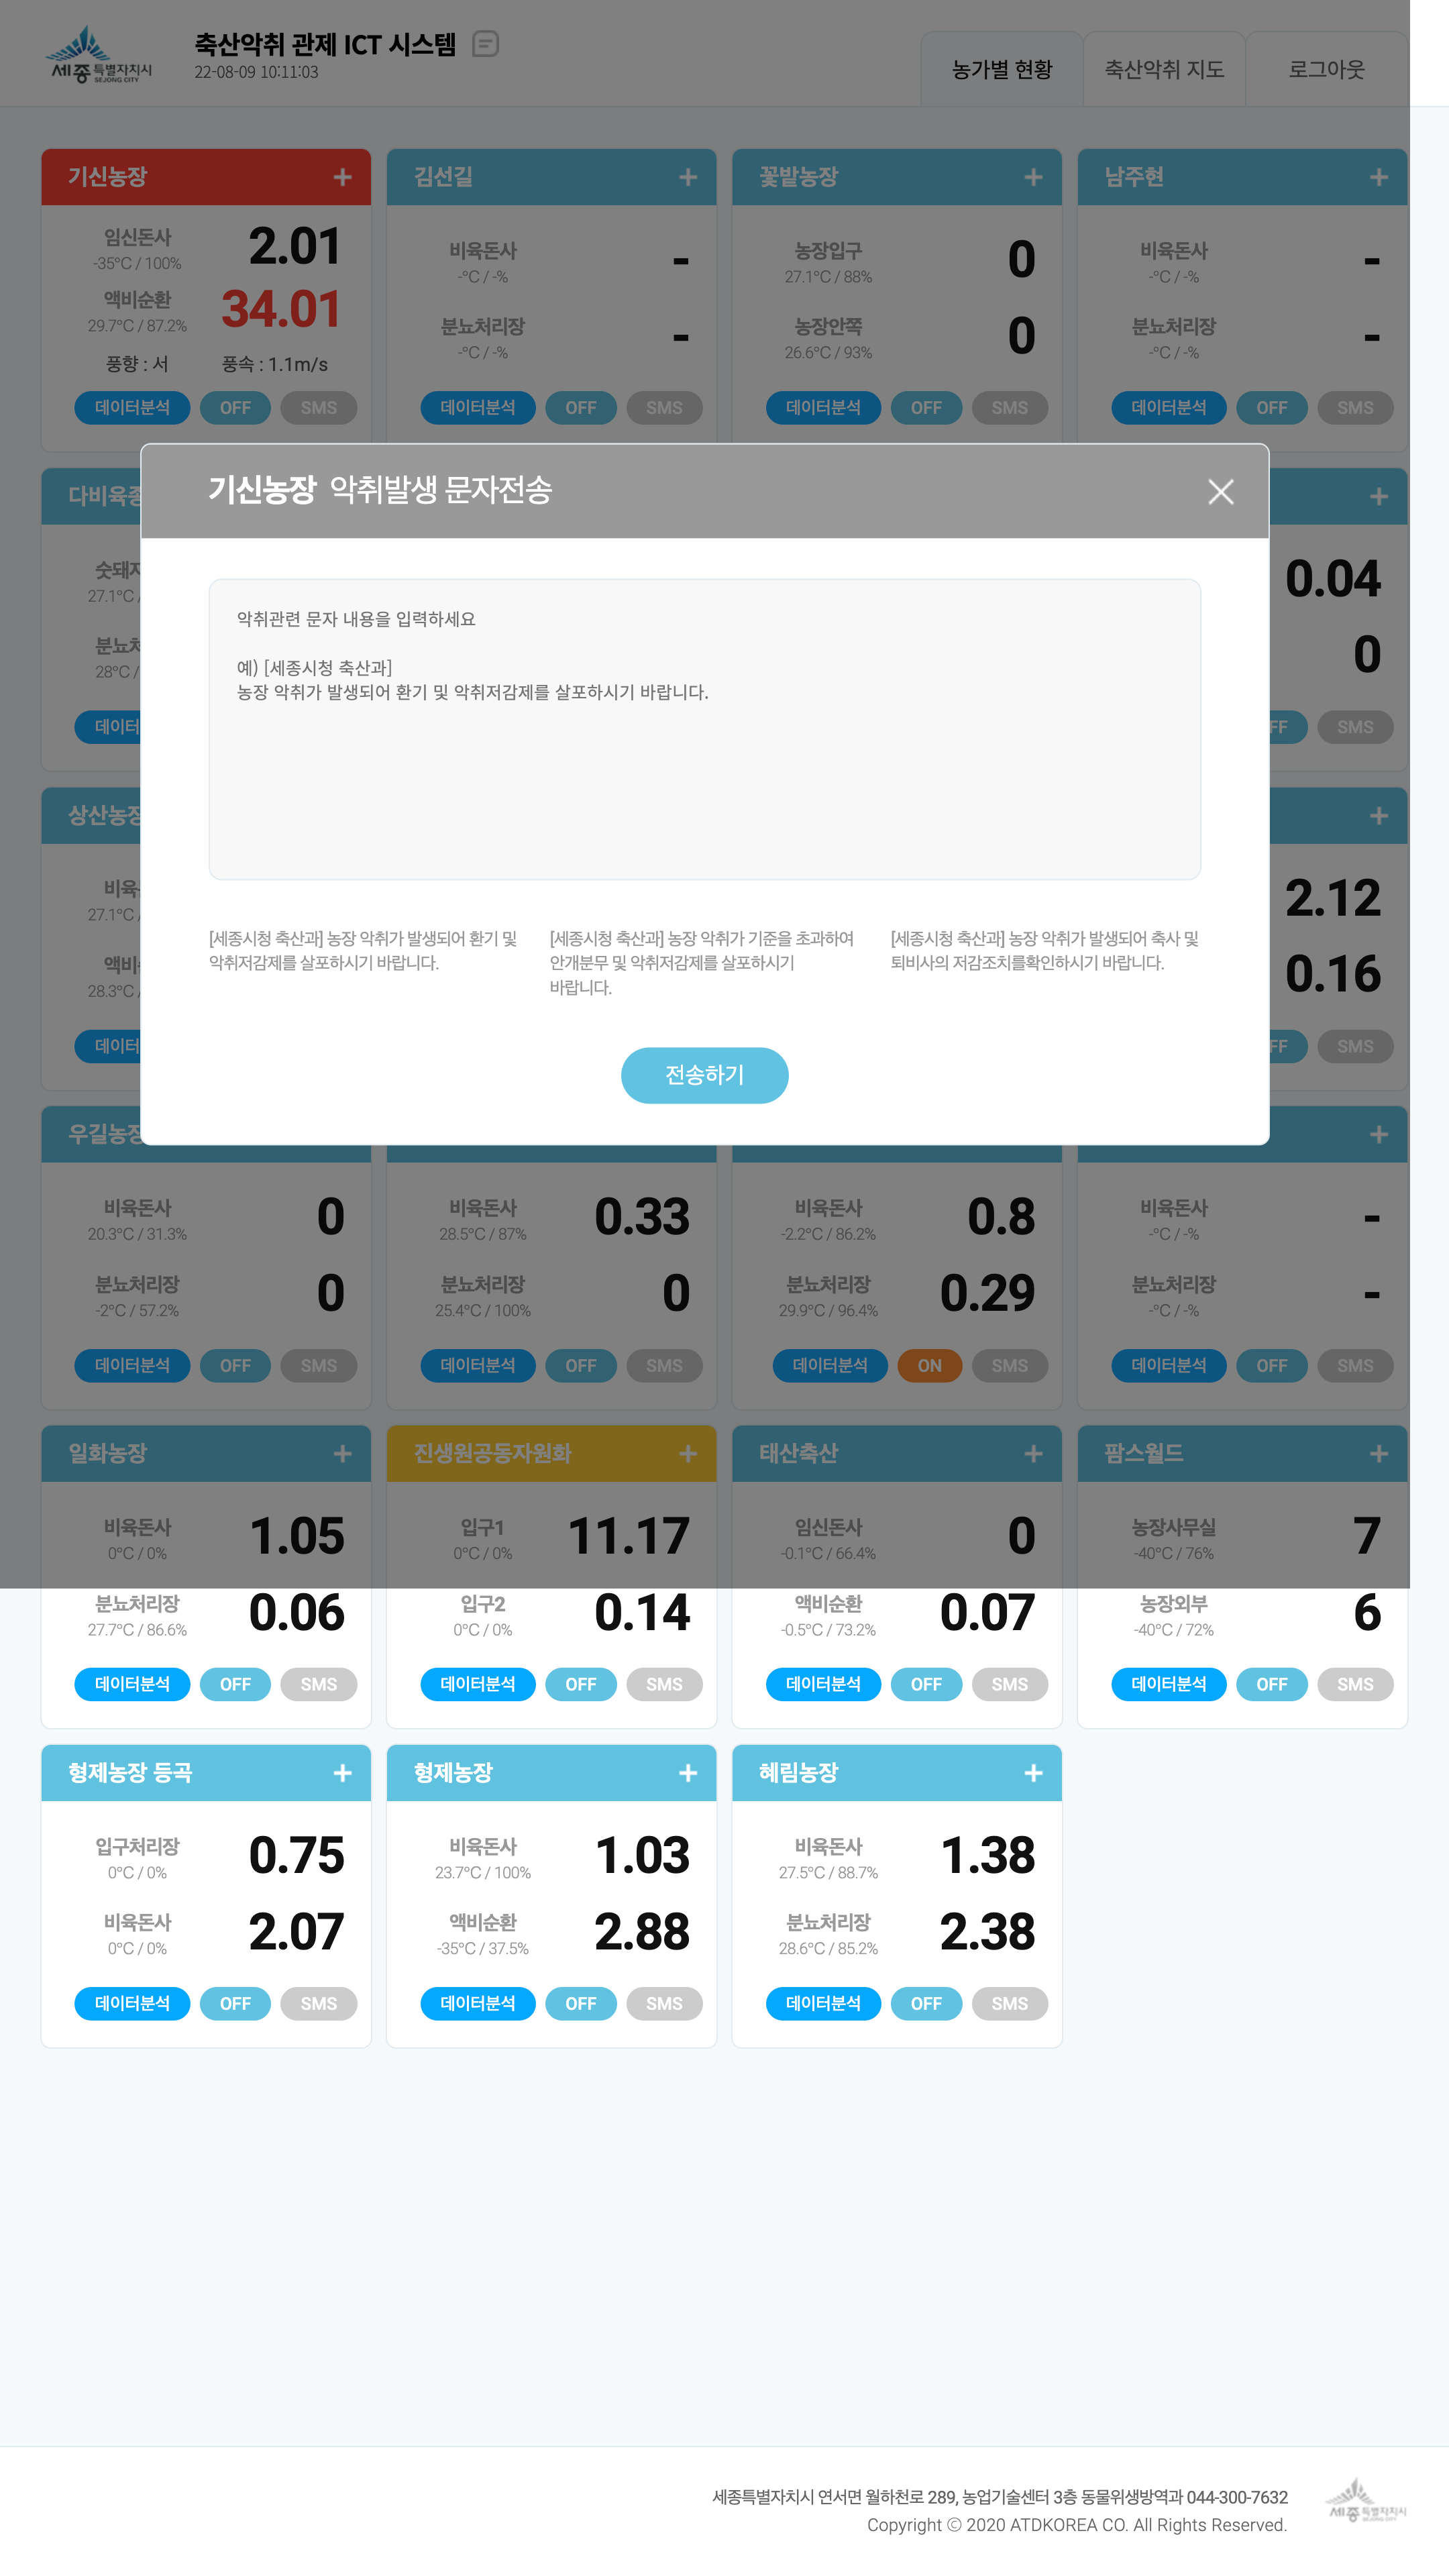 세종특별자치시
SEJONG CITY
축산악취 관제 ICT 시스템
22-08-09 10:11:03
농가별 현황
축산악취 지도
로그아웃
기신농장 +
임신돈사 2.01
-35°C / 100%
액비순환 34.01
29.7°C / 87.2%
풍향 : 서 풍속 : 1.1m/s
데이터분석 OFF SMS
김선길 +
비육돈사 -
-°C / -%
분뇨처리장 -
-°C / -%
데이터분석 OFF SMS
꽃밭농장 +
농장입구 0
27.1°C / 88%
농장안쪽 0
26.6°C / 93%
데이터분석 OFF SMS
남주현 +
비육돈사 -
-°C / -%
분뇨처리장 -
-°C / -%
데이터분석 OFF SMS
기신농장 악취발생 문자전송
악취관련 문자 내용을 입력하세요
예) [세종시청 축산과]
농장 악취가 발생되어 환기 및 악취저감제를 살포하시기 바랍니다.
[세종시청 축산과] 농장 악취가 발생되어 환기 및
악취저감제를 살포하시기 바랍니다.
[세종시청 축산과] 농장 악취가 기준을 초과하여
안개분무 및 악취저감제를 살포하시기
바랍니다.
[세종시청 축산과] 농장 악취가 발생되어 축사 및
퇴비사의 저감조치를확인하시기 바랍니다.
전송하기
다비육종
27.1°C /
28°C /
데이터
+
0.04
0
SMS
상산농장
비육
27.1°C /
액비
28.3°C /
데이터
+
2.12
0.16
SMS
우길농장
비육돈사 0
20.3°C / 31.3%
분뇨처리장 0
-2°C / 57.2%
데이터분석 OFF SMS
비육돈사 0.33
28.5°C / 87%
분뇨처리장 0
25.4°C / 100%
데이터분석 OFF SMS
비육돈사 0.8
-2.2°C / 86.2%
분뇨처리장 0.29
29.9°C / 96.4%
데이터분석 ON SMS
+
비육돈사 -
-°C / -%
분뇨처리장 -
-°C / -%
데이터분석 OFF SMS
일화농장 +
비육돈사 1.05
0°C / 0%
분뇨처리장 0.06
27.7°C / 86.6%
데이터분석 OFF SMS
진생원공동자원화 +
입구1 11.17
0°C / 0%
입구2 0.14
0°C / 0%
데이터분석 OFF SMS
태산축산 +
임신돈사 0
-0.1°C / 66.4%
액비순환 0.07
-0.5°C / 73.2%
데이터분석 OFF SMS
팜스월드 +
농장사무실 7
-40°C / 76%
농장외부 6
-40°C / 72%
데이터분석 OFF SMS
형제농장 등곡 +
입구처리장 0.75
0°C / 0%
비육돈사 2.07
0°C / 0%
데이터분석 OFF SMS
형제농장 +
비육돈사 1.03
23.7°C / 100%
액비순환 2.88
-35°C / 37.5%
데이터분석 OFF SMS
혜림농장 +
비육돈사 1.38
27.5°C / 88.7%
분뇨처리장 2.38
28.6°C / 85.2%
데이터분석 OFF SMS
세종특별자치시 연서면 월하천로 289, 농업기술센터 3층 동물위생방역과 044-300-7632
Copyright ⓒ 2020 ATDKOREA CO. All Rights Reserved.
세종특별자치시
SEJONG CITY